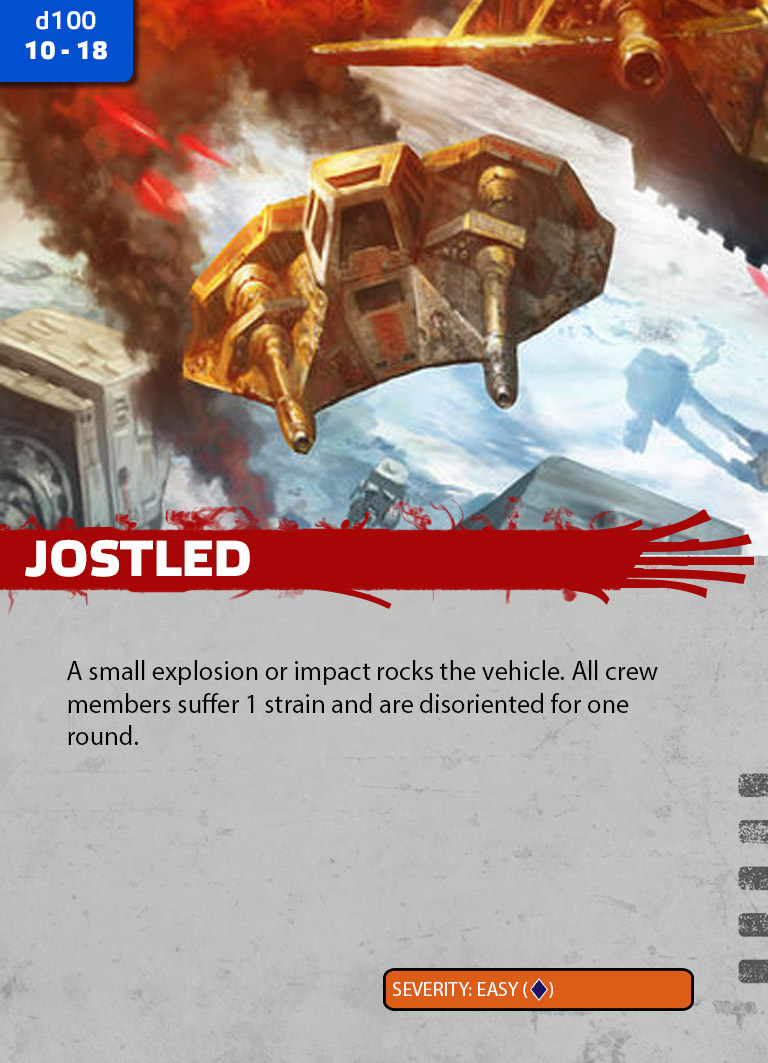 d100
10 - 18
JOSTLED
A small explosion or impact rocks the vehicle. All crew
members suffer 1 strain and are disoriented for one
round.
SEVERITY: EASY (◆)